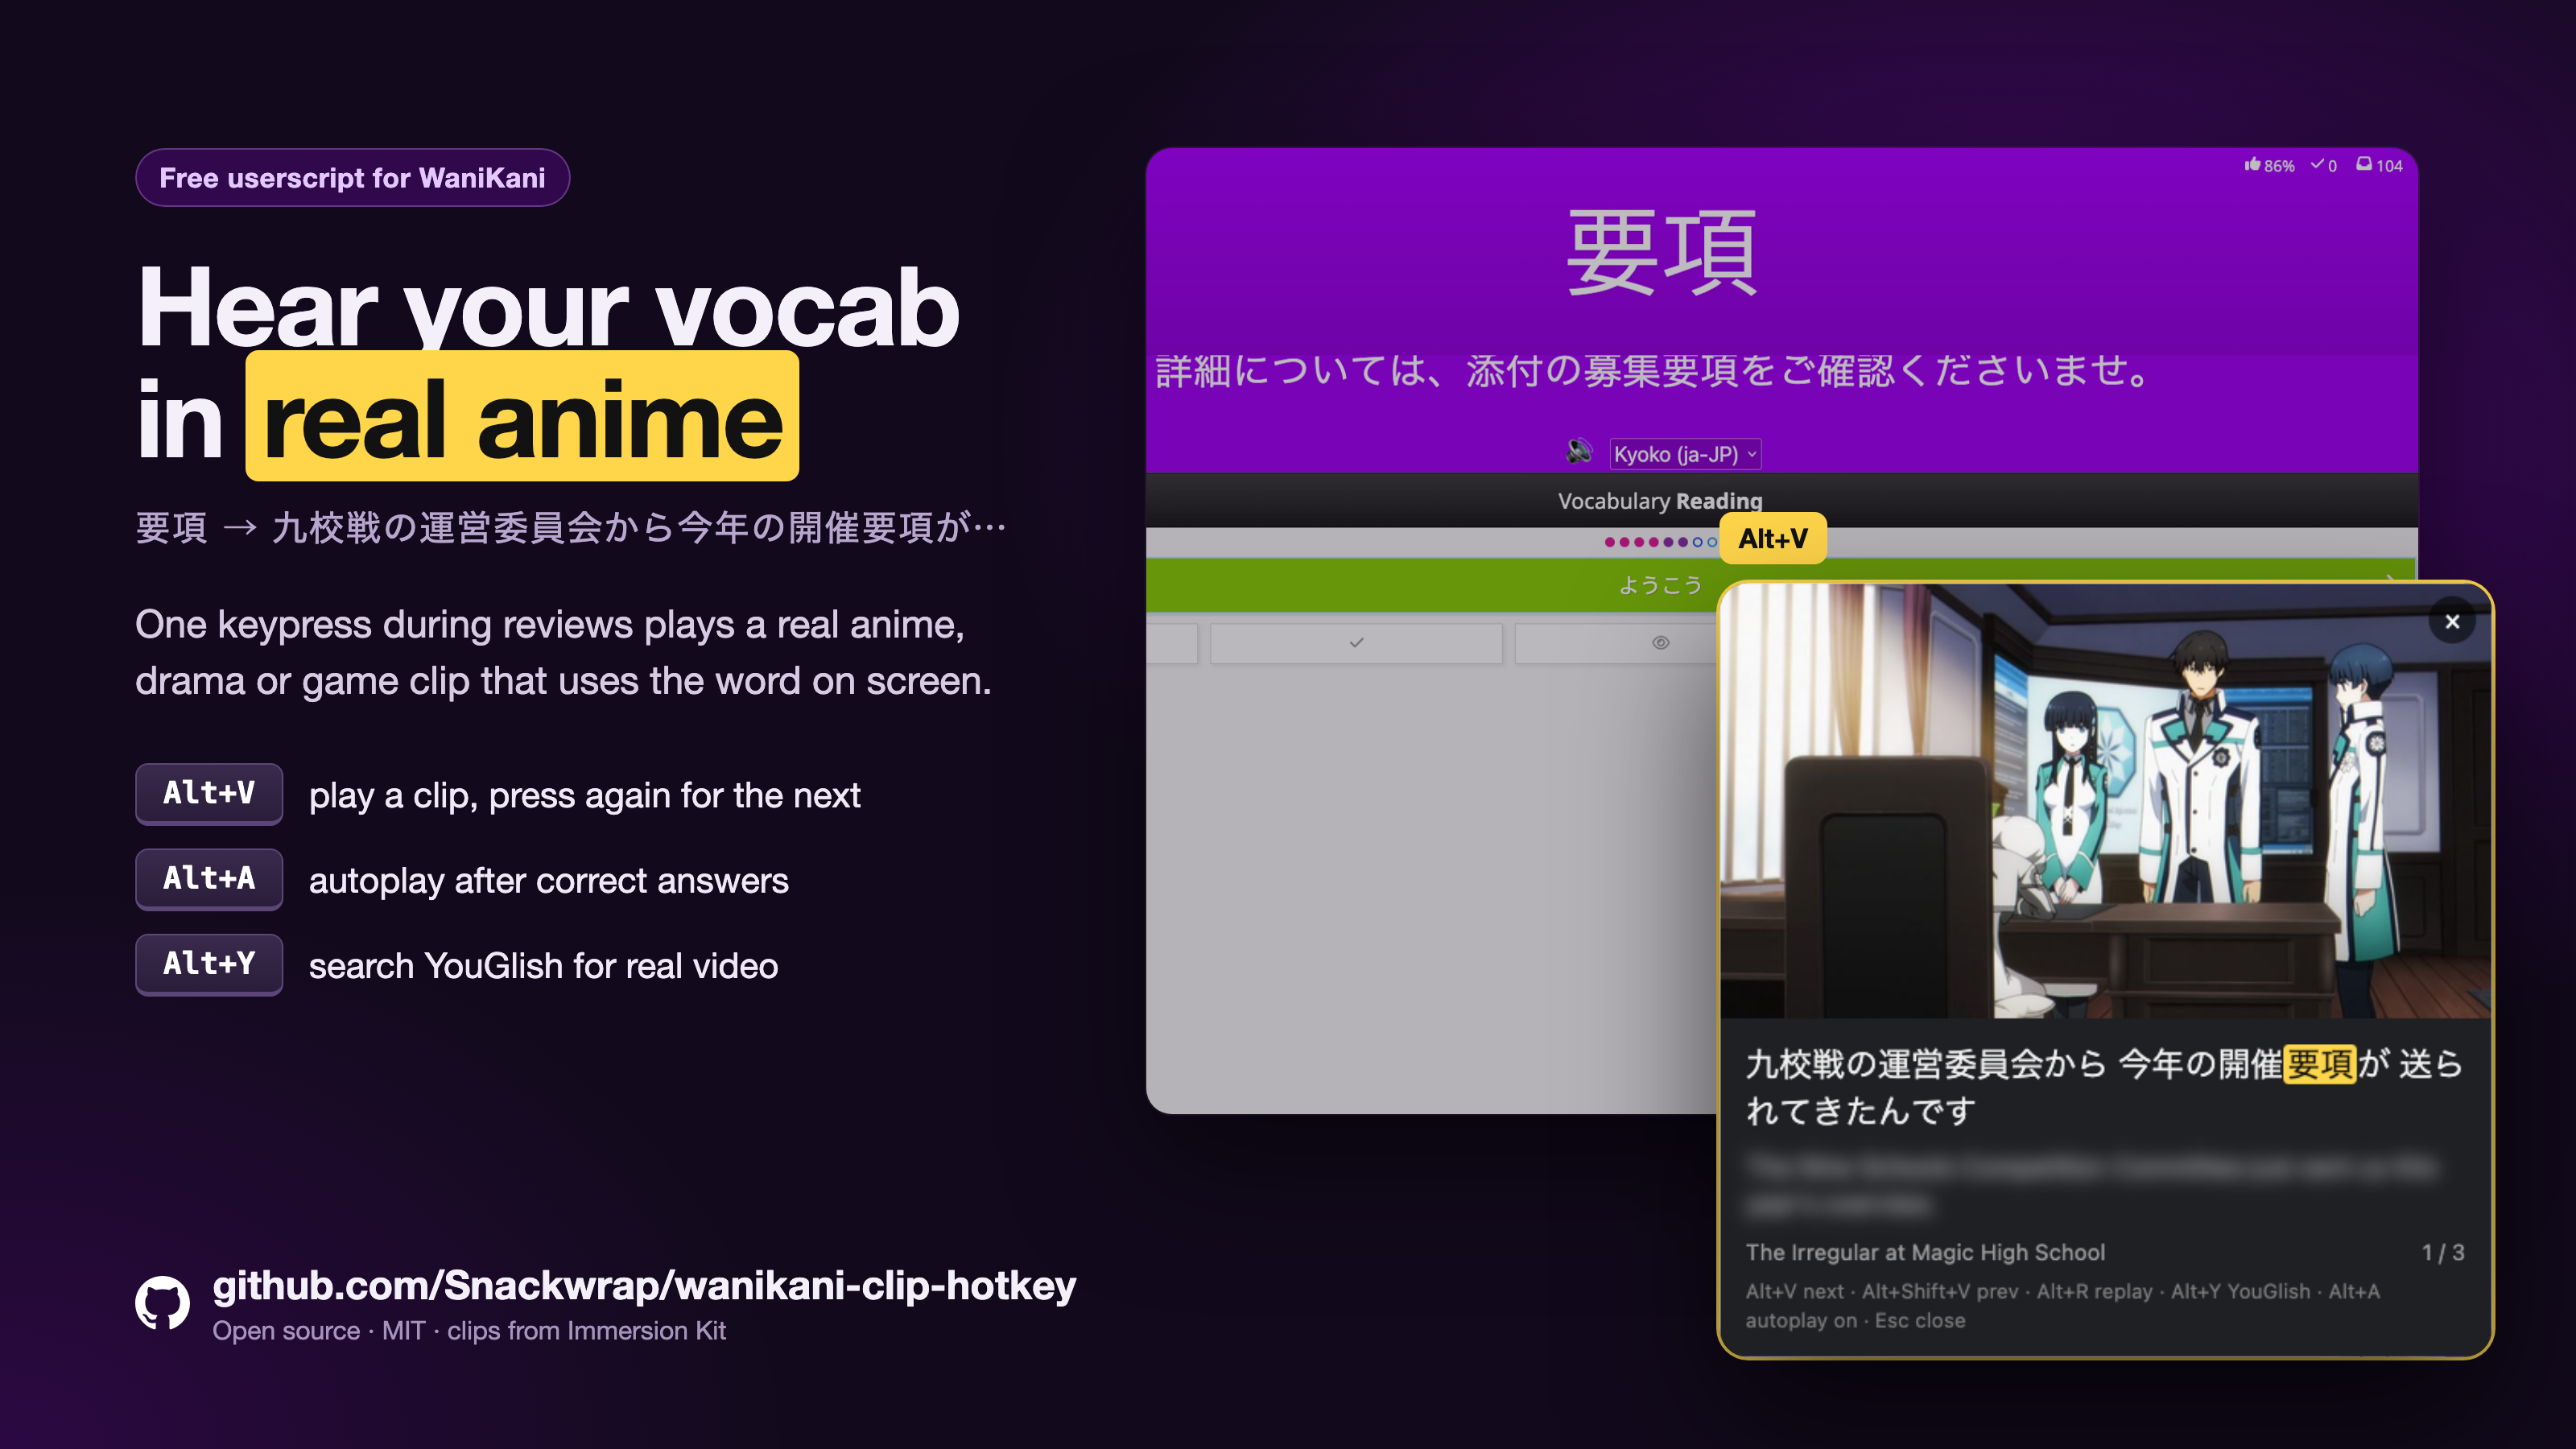 Free userscript for WaniKani
Hear your vocab
in real anime
要項 → 九校戦の運営委員会から今年の開催要項が…
One keypress during reviews plays a real anime,
drama or game clip that uses the word on screen.
Alt+V play a clip, press again for the next
Alt+A autoplay after correct answers
Alt+Y search YouGlish for real video
github.com/Snackwrap/wanikani-clip-hotkey
Open source · MIT · clips from Immersion Kit
86% 0 104
要項
詳細については、添付の募集要項をご確認くださいませ。
Kyoko (ja-JP)
Vocabulary Reading
Alt+V
ようこう
九校戦の運営委員会から 今年の開催要項が 送ら
れてきたんです
The Irregular at Magic High School 1 / 3
Alt+V next · Alt+Shift+V prev · Alt+R replay · Alt+Y YouGlish · Alt+A
autoplay on · Esc close